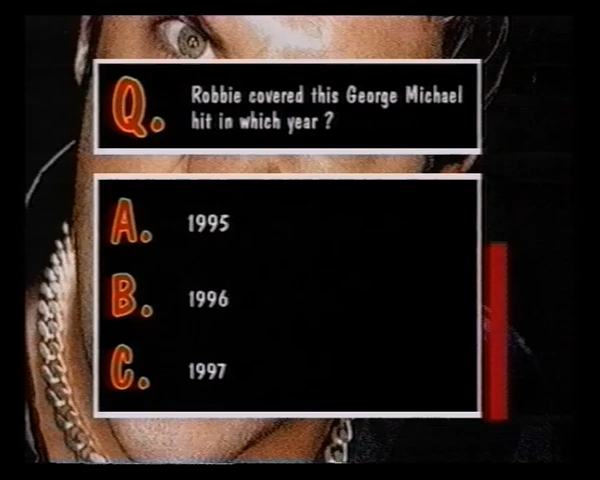 Q. Robbie covered this George Michael
hit in which year ?
A. 1995
B. 1996
C. 1997